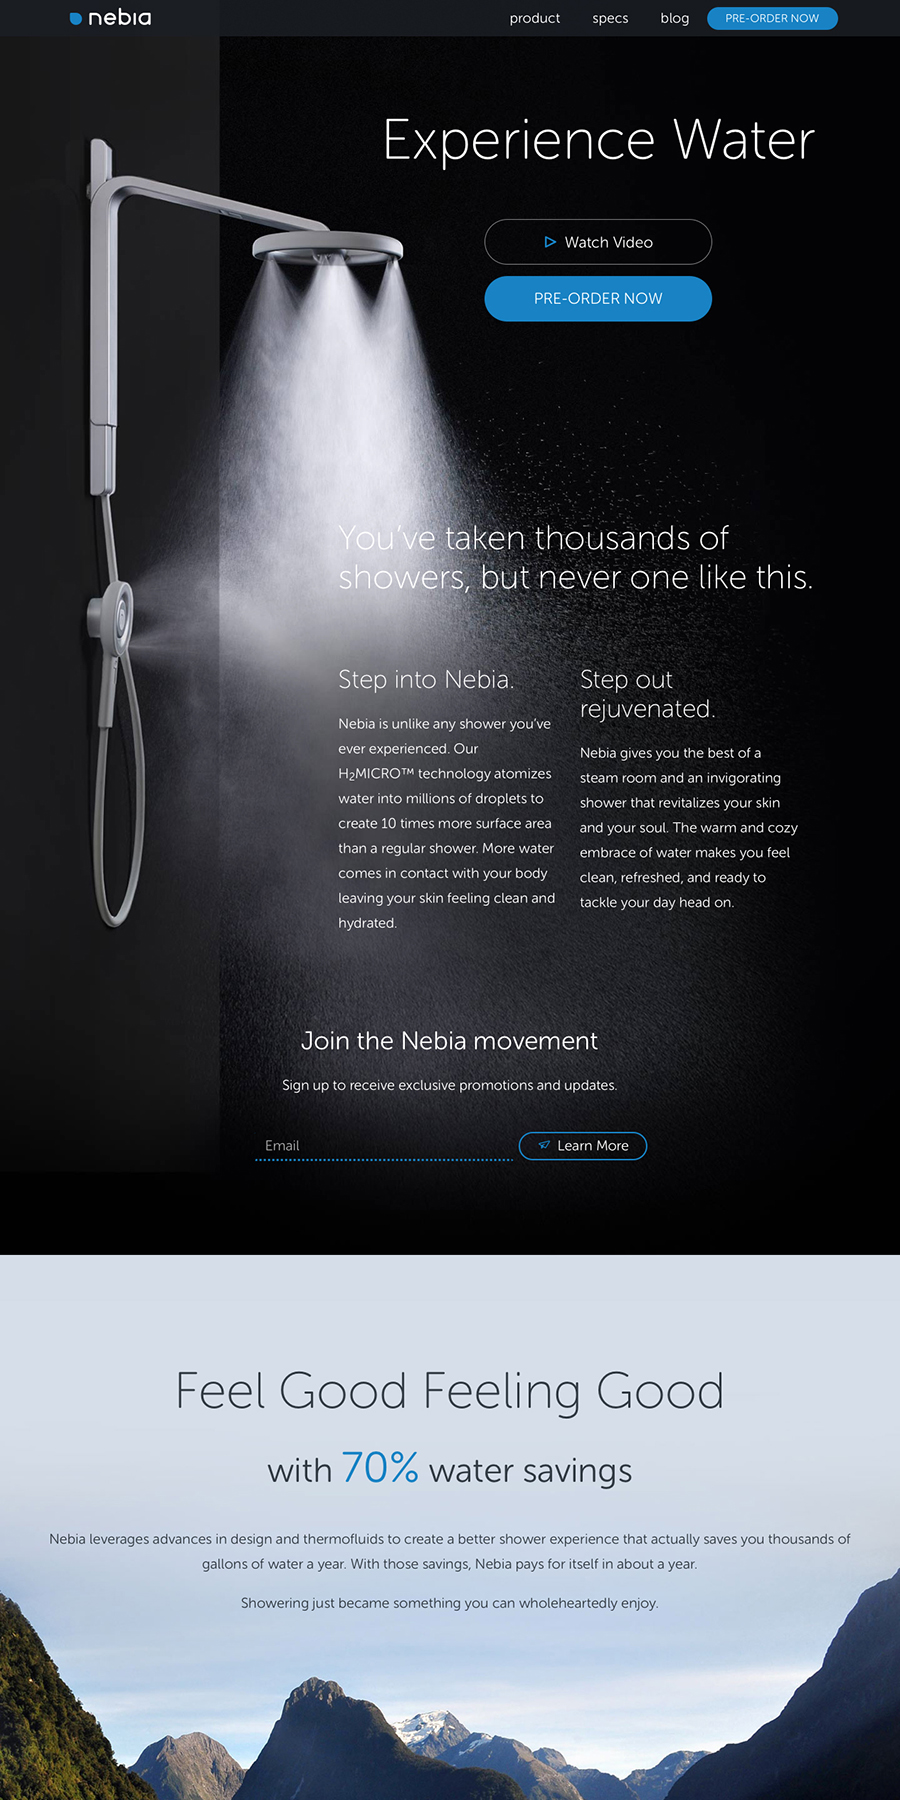 nebia
product specs blog PRE-ORDER NOW
Experience Water
Watch Video
PRE-ORDER NOW
You've taken thousands of
showers, but never one like this.
Step into Nebia.
Nebia is unlike any shower you've
ever experienced. Our
H₂MICRO™ technology atomizes
water into millions of droplets to
create 10 times more surface area
than a regular shower. More water
comes in contact with your body
leaving your skin feeling clean and
hydrated.
Step out
rejuvenated.
Nebia gives you the best of a
steam room and an invigorating
shower that revitalizes your skin
and your soul. The warm and cozy
embrace of water makes you feel
clean, refreshed, and ready to
tackle your day head on.
Join the Nebia movement
Sign up to receive exclusive promotions and updates.
Email
Learn More
Feel Good Feeling Good
with 70% water savings
Nebia leverages advances in design and thermofluids to create a better shower experience that actually saves you thousands of
gallons of water a year. With those savings, Nebia pays for itself in about a year.
Showering just became something you can wholeheartedly enjoy.